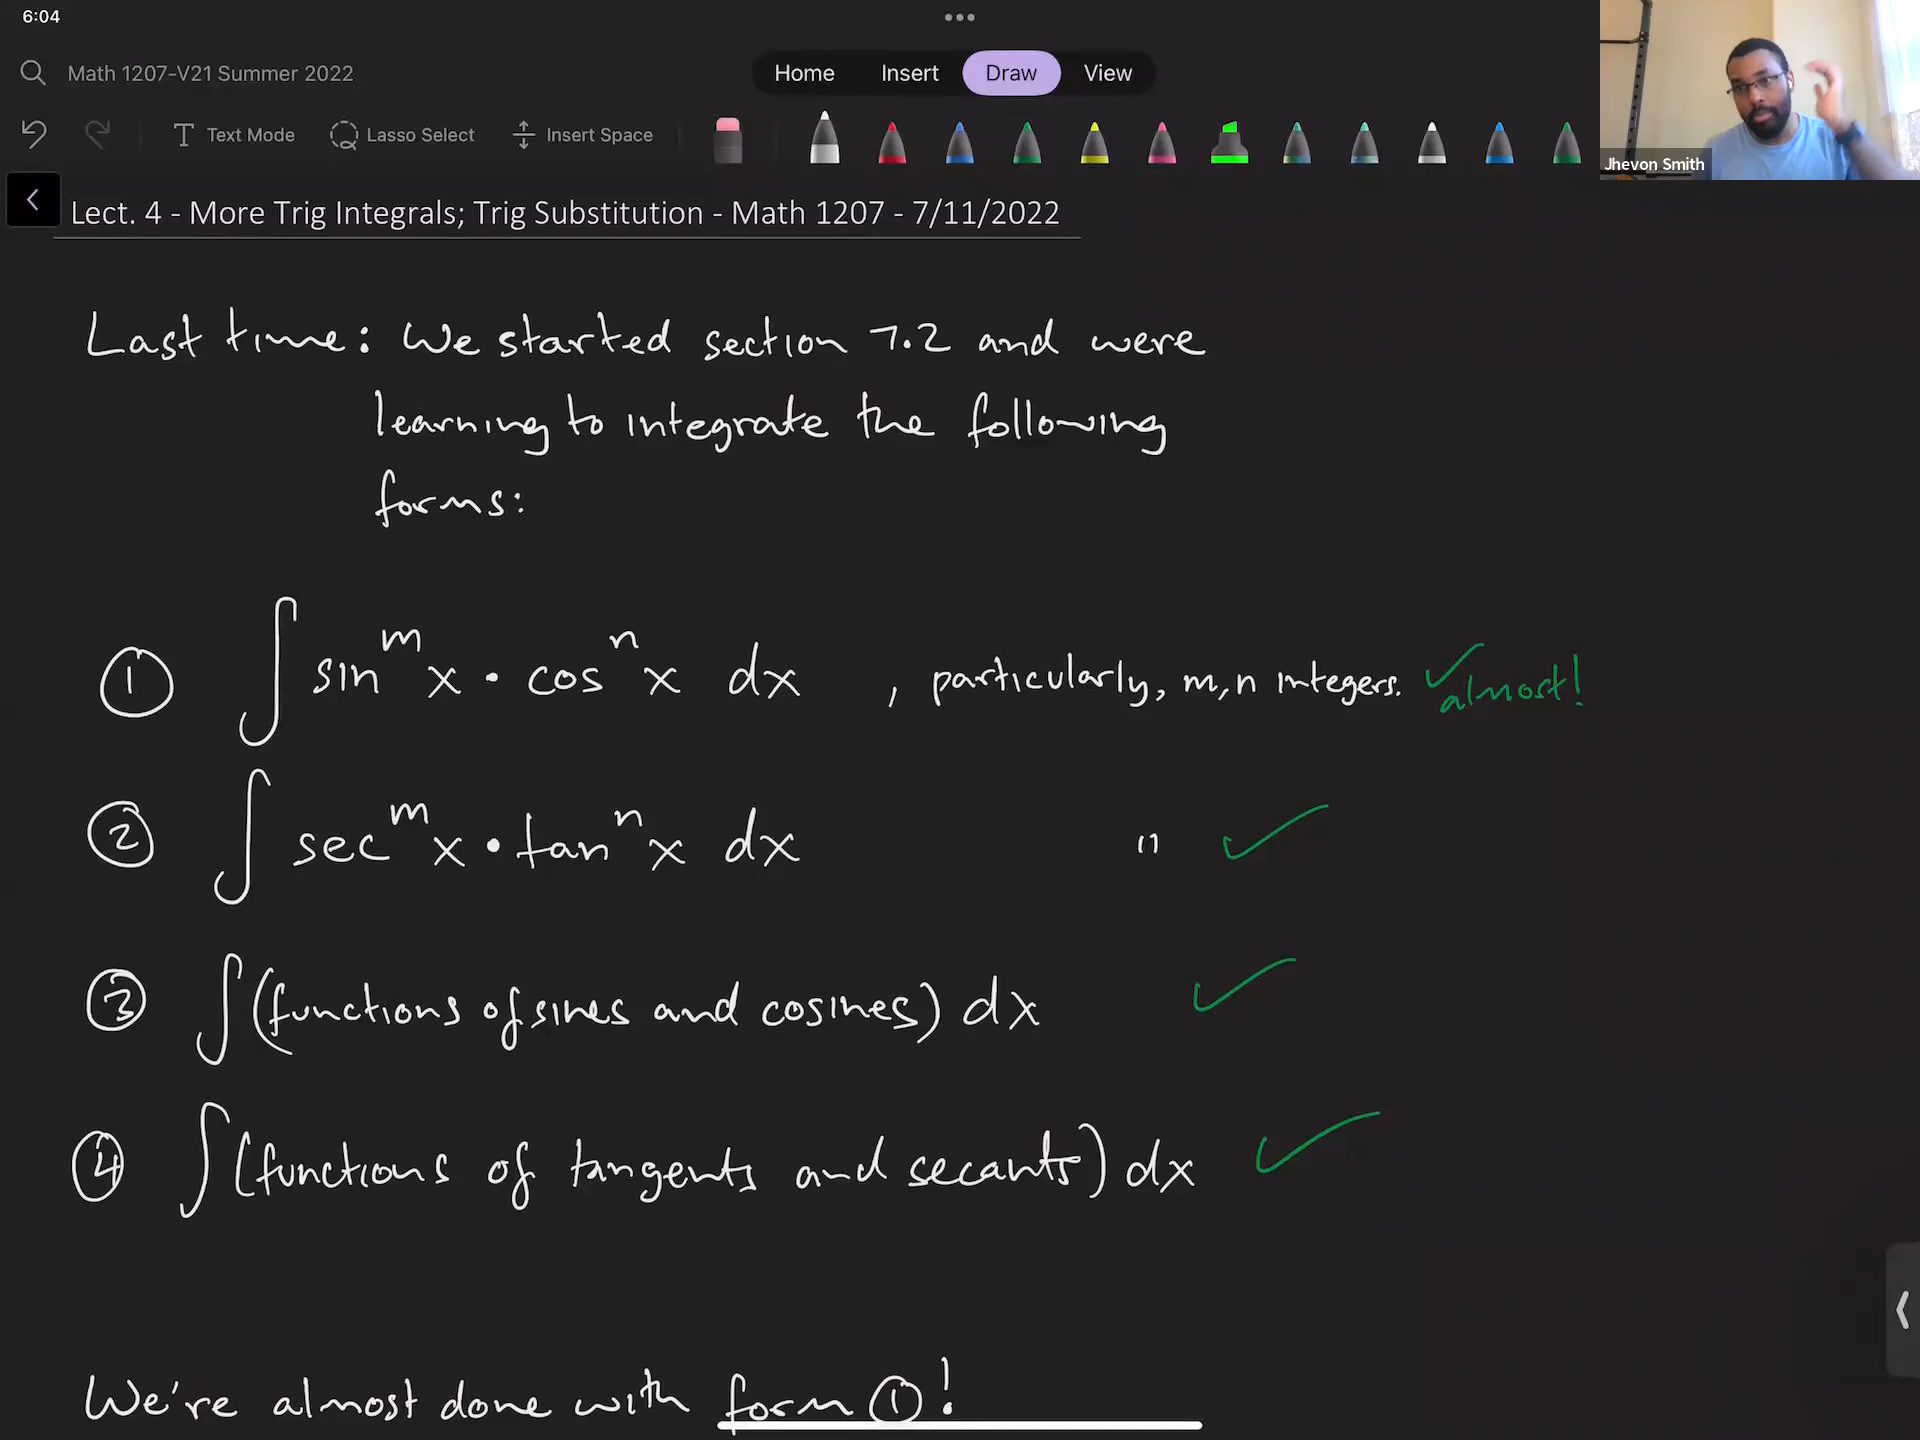 6:04
Math 1207-V21 Summer 2022
Home Insert Draw View
Text Mode Lasso Select Insert Space
Jhevon Smith
Lect. 4 - More Trig Integrals; Trig Substitution - Math 1207 - 7/11/2022
Last time: We started section 7.2 and were
learning to integrate the following
forms:
① ∫ sin^m x · cos^n x dx , particularly, m,n integers. ✓ almost!
② ∫ sec^m x · tan^n x dx " ✓
③ ∫ (functions of sines and cosines) dx ✓
④ ∫ (functions of tangents and secants) dx ✓
We're almost done with form ①!